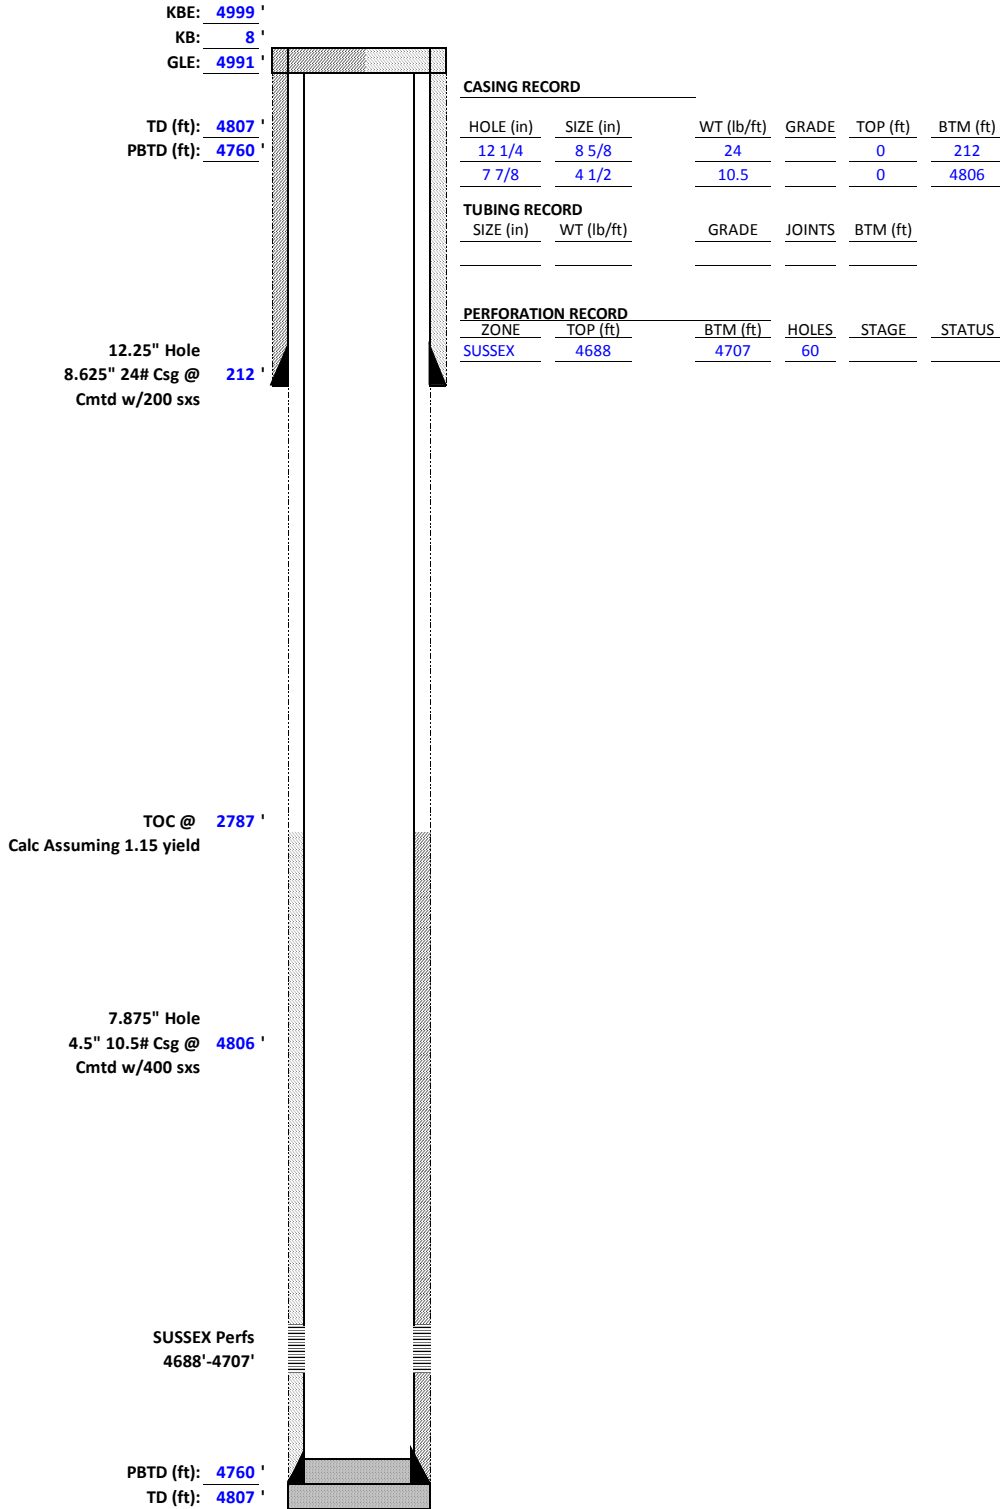 KBE: 4999 '
KB: 8 '
GLE: 4991 '
CASING RECORD
TD (ft): 4807 ' HOLE (in) SIZE (in) WT (lb/ft) GRADE TOP (ft) BTM (ft)
PBTD (ft): 4760 ' 12 1/4 8 5/8 24 0 212
7 7/8 4 1/2 10.5 0 4806
TUBING RECORD
SIZE (in) WT (lb/ft) GRADE JOINTS BTM (ft)
PERFORATION RECORD
ZONE TOP (ft) BTM (ft) HOLES STAGE STATUS
12.25" Hole SUSSEX 4688 4707 60
8.625" 24# Csg @ 212 '
Cmtd w/200 sxs
TOC @ 2787 '
Calc Assuming 1.15 yield
7.875" Hole
4.5" 10.5# Csg @ 4806 '
Cmtd w/400 sxs
SUSSEX Perfs
4688'-4707'
PBTD (ft): 4760 '
TD (ft): 4807 '